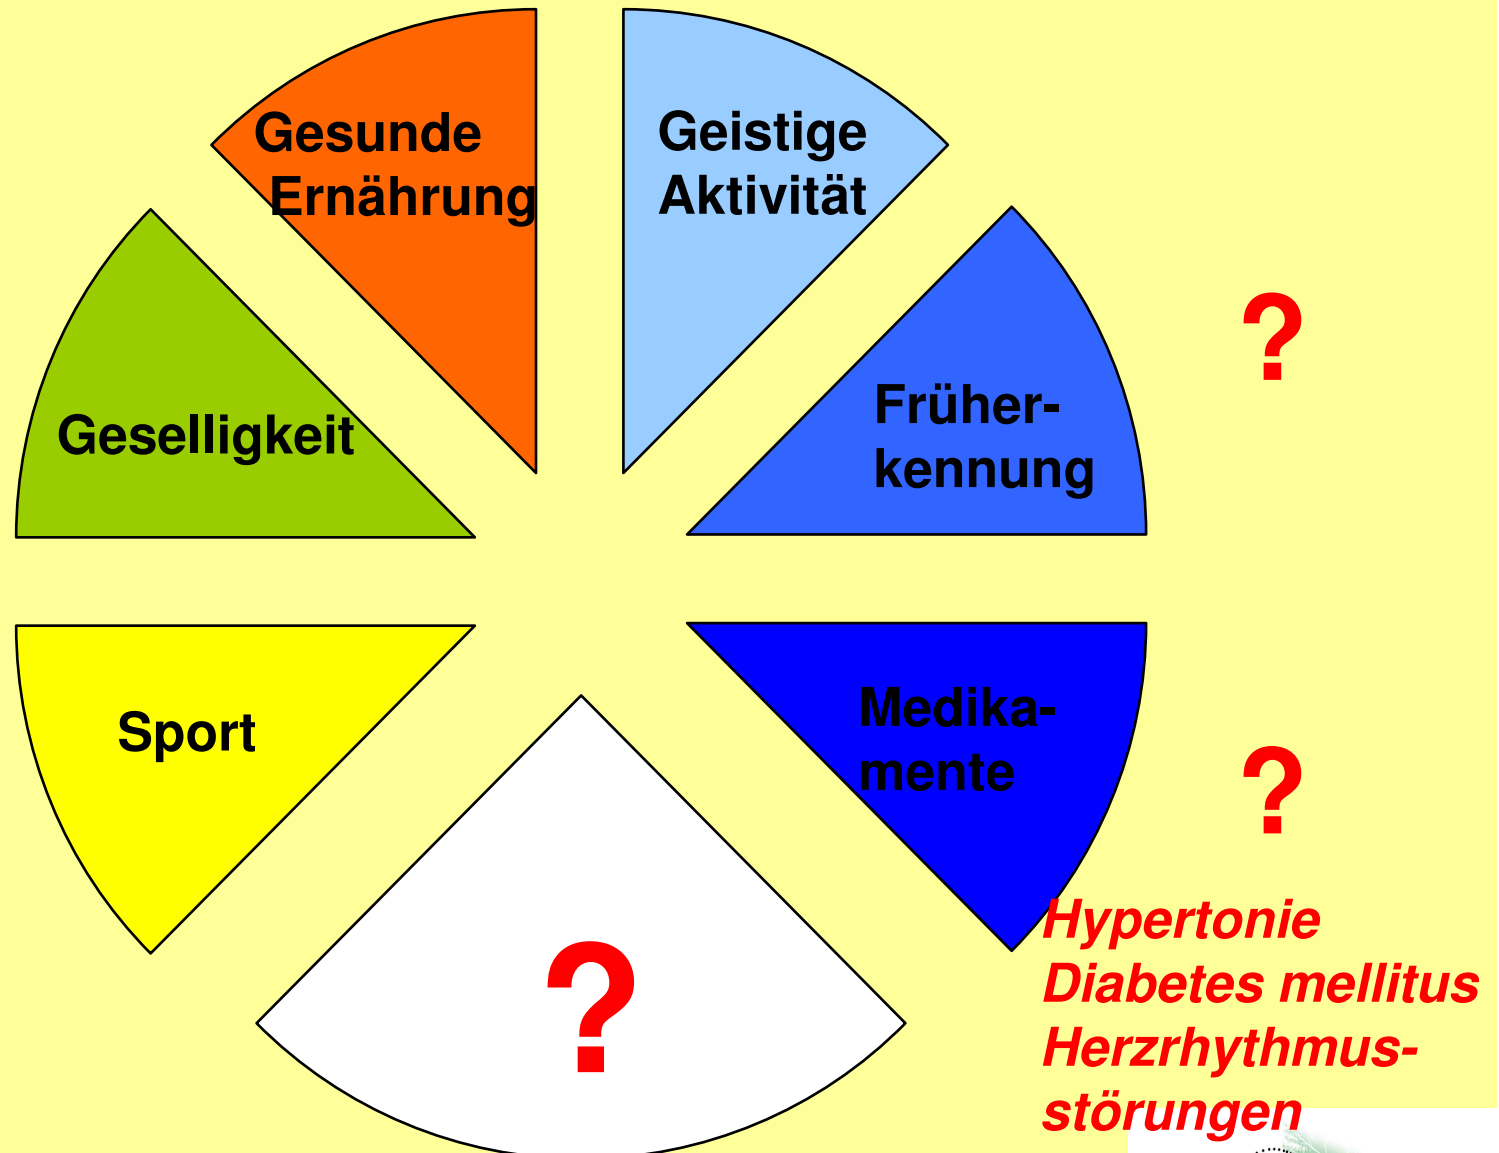 Gesunde
Ernährung
Geistige
Aktivität
Geselligkeit
Früher-
kennung
?
Sport
Medika-
mente
?
?
Hypertonie
Diabetes mellitus
Herzrhythmus-
störungen